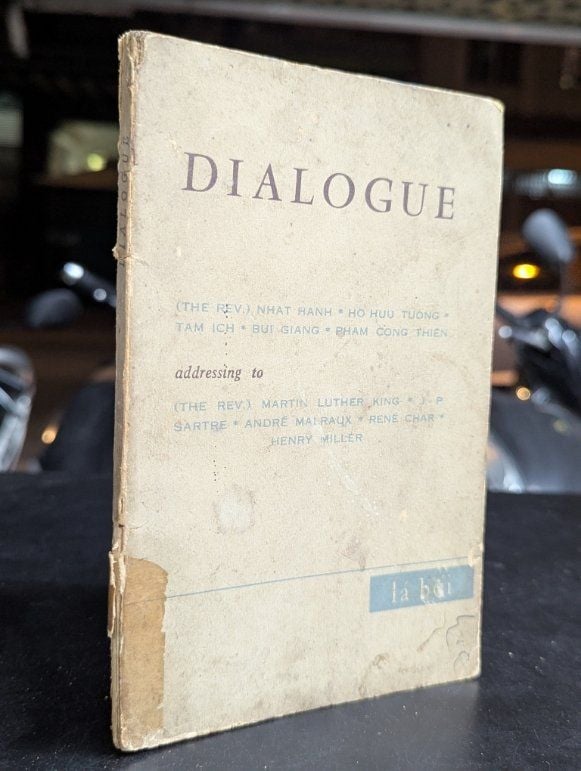 DIALOGUE
(THE REV.) NHAT HANH * HO HUU TUONG *
TAM ICH * BUI GIANG * PHAM CONG THIEN
addressing to
(THE REV.) MARTIN LUTHER KING * J. P
SARTRE * ANDRÉ MALRAUX * RENÉ CHAR *
HENRY MILLER
lá bối
DIALOGUE